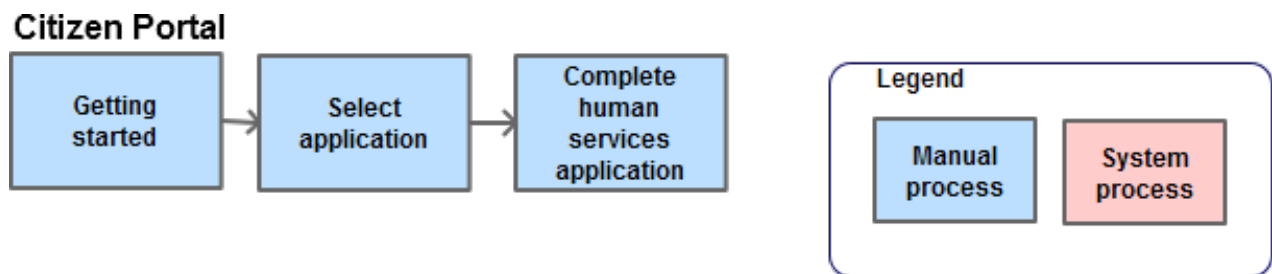 Citizen Portal
Getting
started
Select
application
Complete
human
services
application
Legend
Manual
process
System
process